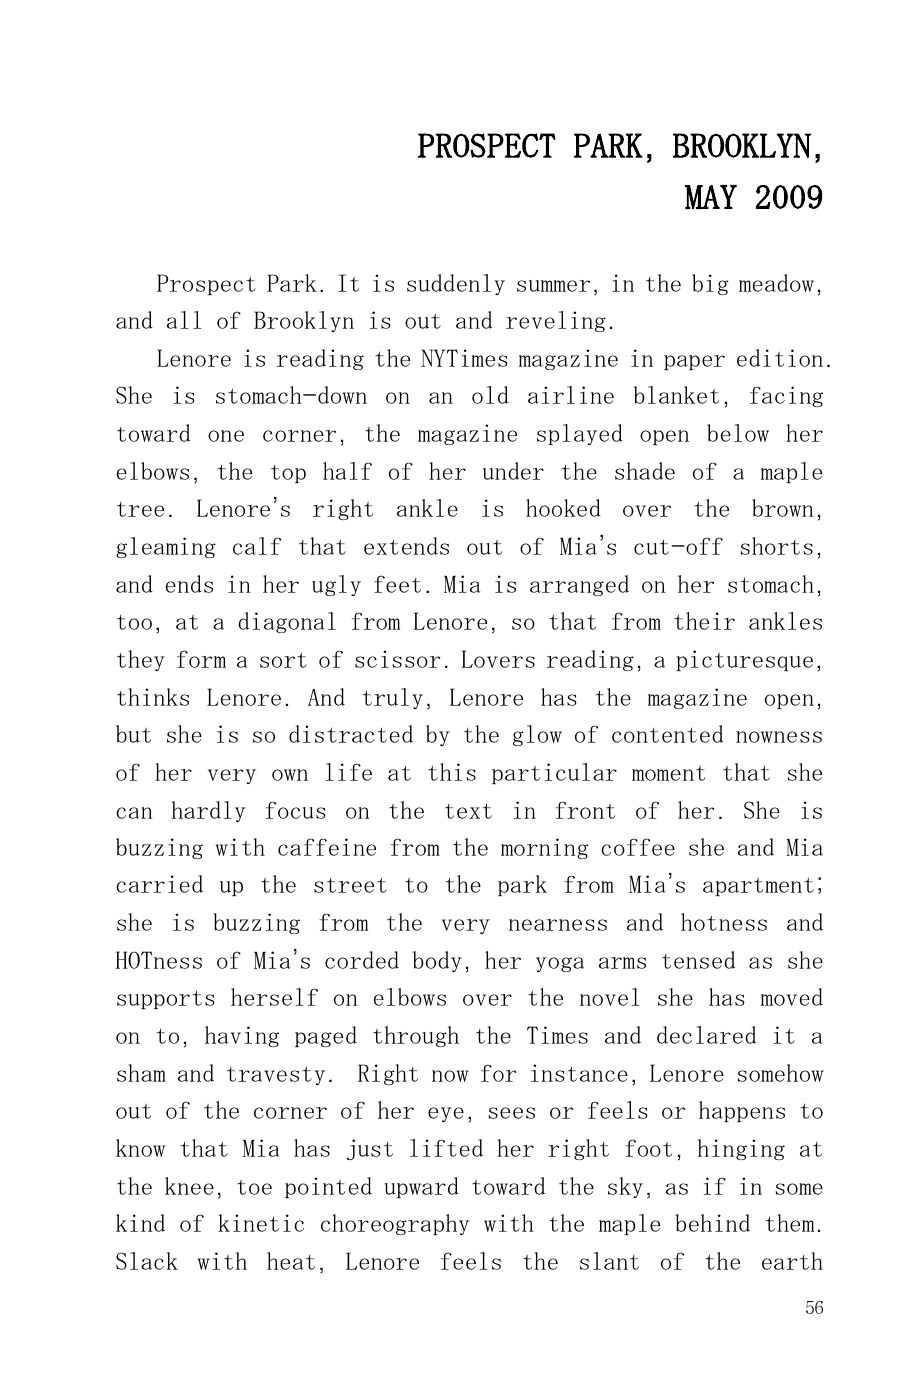 PROSPECT PARK, BROOKLYN,
MAY 2009
Prospect Park. It is suddenly summer, in the big meadow,
and all of Brooklyn is out and reveling.
Lenore is reading the NYTimes magazine in paper edition.
She is stomach-down on an old airline blanket, facing
toward one corner, the magazine splayed open below her
elbows, the top half of her under the shade of a maple
tree. Lenore's right ankle is hooked over the brown,
gleaming calf that extends out of Mia's cut-off shorts,
and ends in her ugly feet. Mia is arranged on her stomach,
too, at a diagonal from Lenore, so that from their ankles
they form a sort of scissor. Lovers reading, a picturesque,
thinks Lenore. And truly, Lenore has the magazine open,
but she is so distracted by the glow of contented nowness
of her very own life at this particular moment that she
can hardly focus on the text in front of her. She is
buzzing with caffeine from the morning coffee she and Mia
carried up the street to the park from Mia's apartment;
she is buzzing from the very nearness and hotness and
HOTness of Mia's corded body, her yoga arms tensed as she
supports herself on elbows over the novel she has moved
on to, having paged through the Times and declared it a
sham and travesty.  Right now for instance, Lenore somehow
out of the corner of her eye, sees or feels or happens to
know that Mia has just lifted her right foot, hinging at
the knee, toe pointed upward toward the sky, as if in some
kind of kinetic choreography with the maple behind them.
Slack with heat, Lenore feels the slant of the earth
56